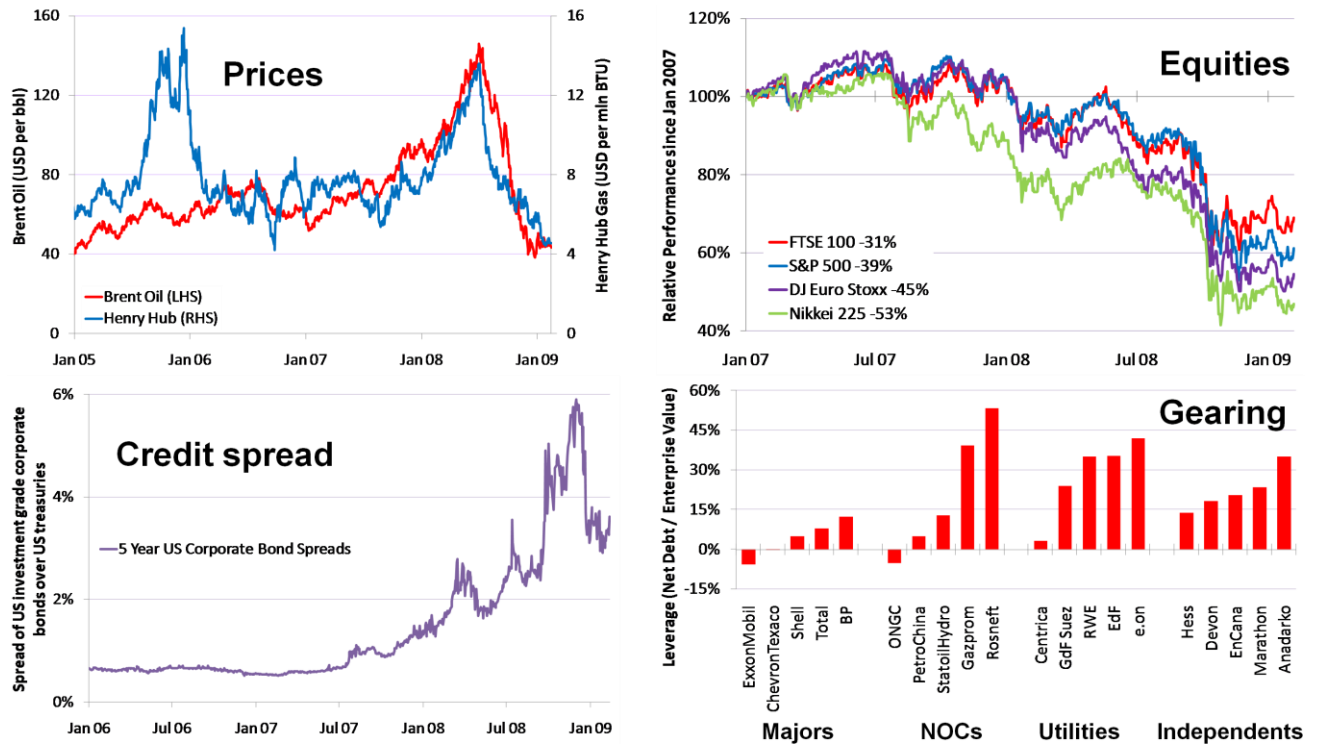 Prices
Brent Oil (USD per bbl)
160
120
80
40
0
Henry Hub Gas (USD per mln BTU)
16
12
8
4
0
Brent Oil (LHS)
Henry Hub (RHS)
Jan 05
Jan 06
Jan 07
Jan 08
Jan 09
Equities
Relative Performance since Jan 2007
120%
100%
80%
60%
40%
FTSE 100 -31%
S&P 500 -39%
DJ Euro Stoxx -45%
Nikkei 225 -53%
Jan 07
Jul 07
Jan 08
Jul 08
Jan 09
Credit spread
Spread of US investment grade corporate
bonds over US treasuries
6%
4%
2%
0%
5 Year US Corporate Bond Spreads
Jan 06
Jul 06
Jan 07
Jul 07
Jan 08
Jul 08
Jan 09
Gearing
Leverage (Net Debt / Enterprise Value)
60%
45%
30%
15%
0%
-15%
ExxonMobil
ChevronTexaco
Shell
Total
BP
ONGC
PetroChina
StatoilHydro
Gazprom
Rosneft
Centrica
GdF Suez
RWE
EdF
e.on
Hess
Devon
EnCana
Marathon
Anadarko
Majors
NOCs
Utilities
Independents